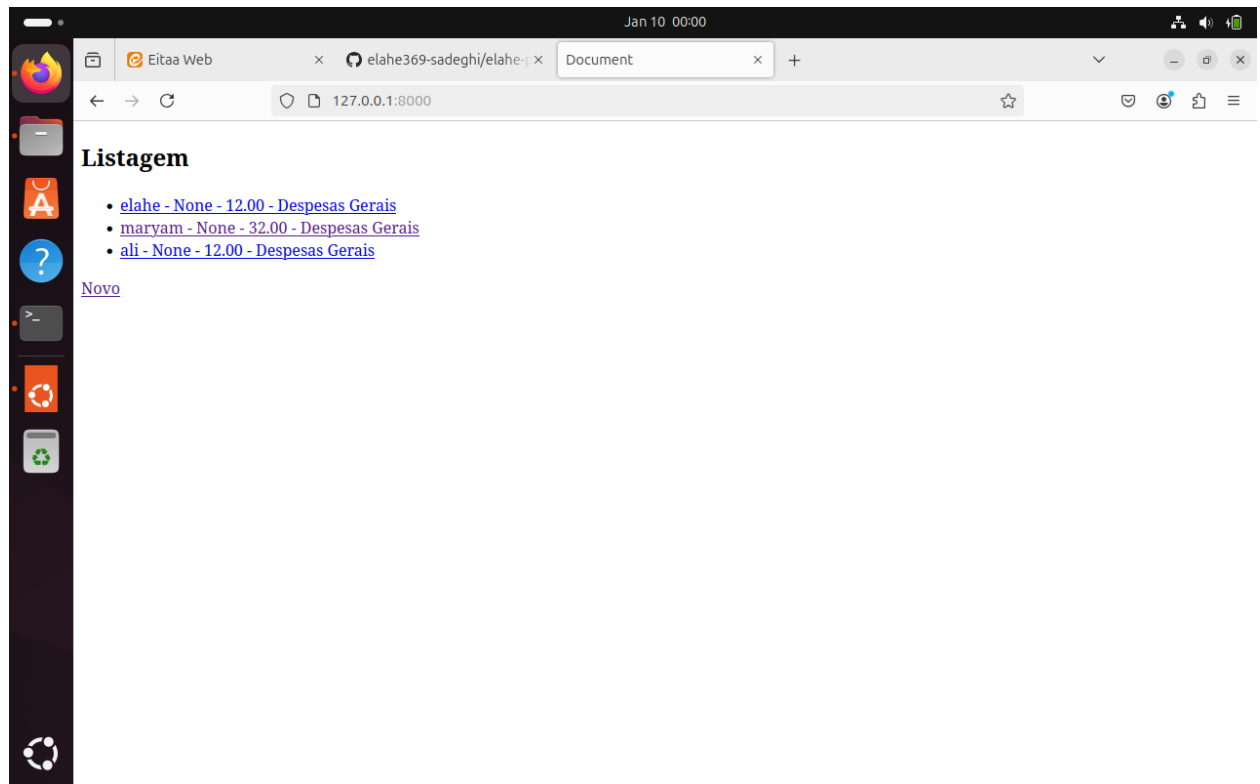 Jan 10 00:00
Eitaa Web
elahe369-sadeghi/elahe-
Document
127.0.0.1:8000
Listagem
elahe - None - 12.00 - Despesas Gerais
maryam - None - 32.00 - Despesas Gerais
ali - None - 12.00 - Despesas Gerais
Novo